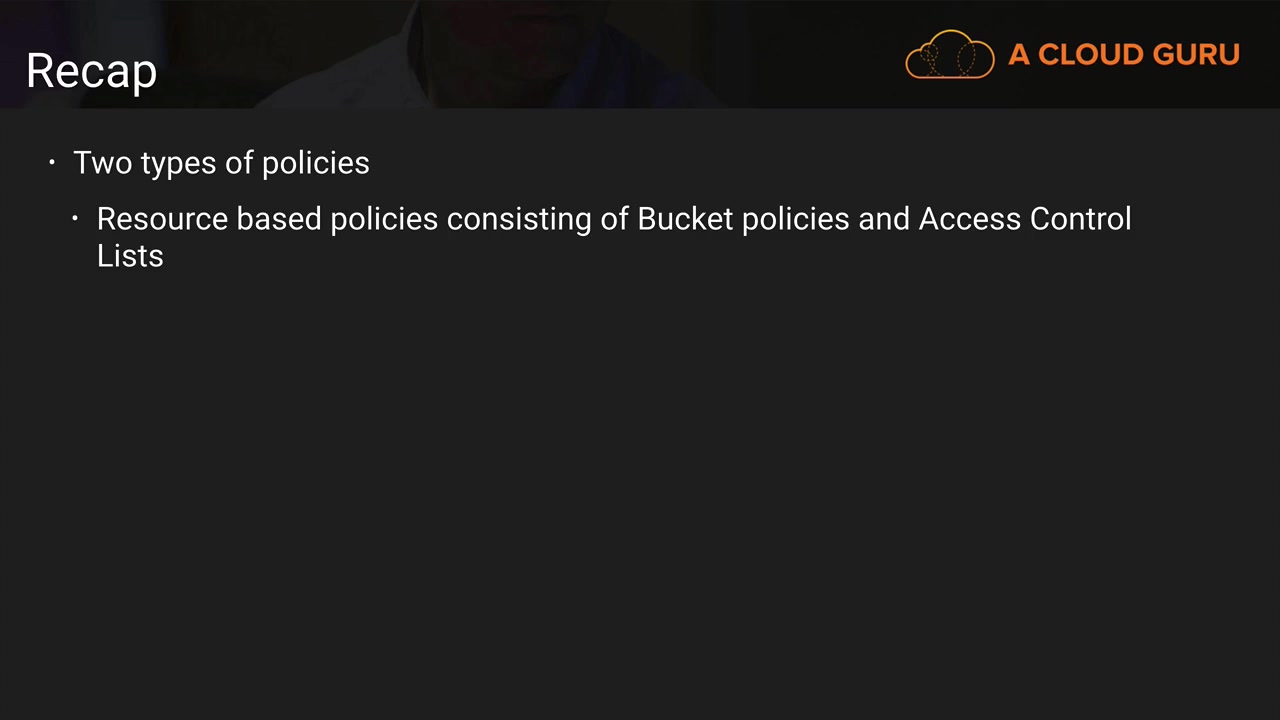 Recap
A CLOUD GURU
• Two types of policies
• Resource based policies consisting of Bucket policies and Access Control
Lists